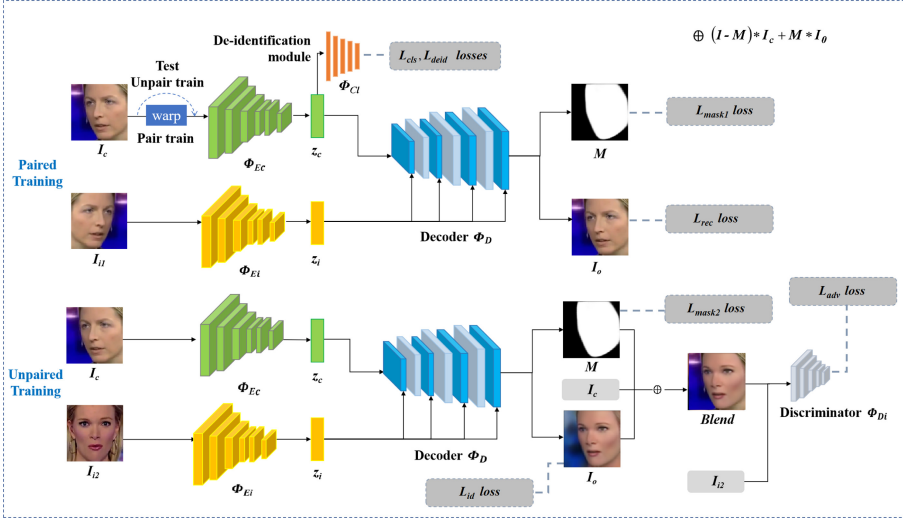 De-identification
module
L_cls, L_deid losses
⊕ (I - M) * I_c + M * I_0
Test
Unpair train
Φ_Cl
warp
L_mask1 loss
Pair train
I_c
z_c
M
Φ_Ec
Paired
Training
L_rec loss
I_i1
z_i
Decoder Φ_D
Φ_Ei
I_o
L_adv loss
L_mask2 loss
I_c
z_c
M
Φ_Ec
Unpaired
Training
I_c
⊕
Blend
Discriminator Φ_Di
Decoder Φ_D
I_i2
z_i
Φ_Ei
I_o
I_i2
L_id loss